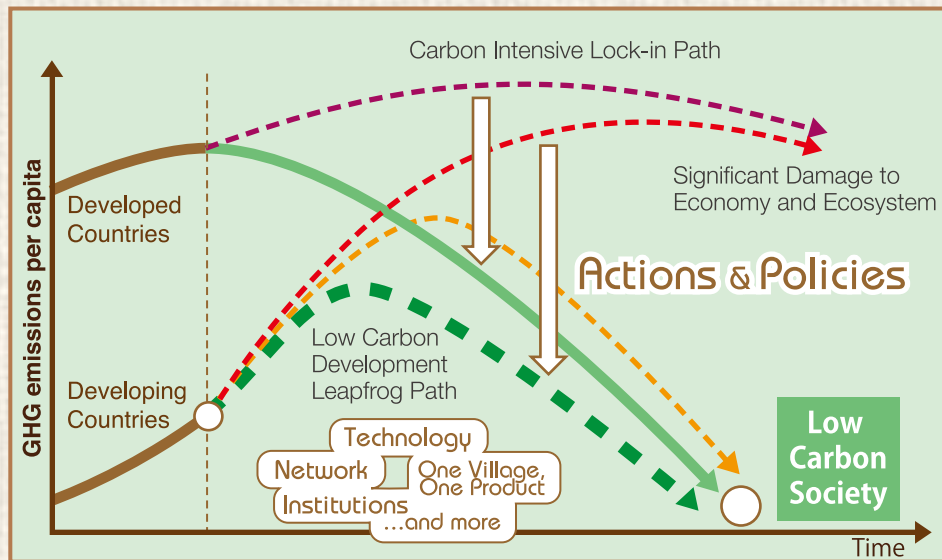 Carbon Intensive Lock-in Path
GHG emissions per capita
Developed
Countries
Significant Damage to
Economy and Ecosystem
Actions & Policies
Low Carbon
Development
Leapfrog Path
Developing
Countries
Technology
Network
One Village,
One Product
Institutions
...and more
Low
Carbon
Society
Time